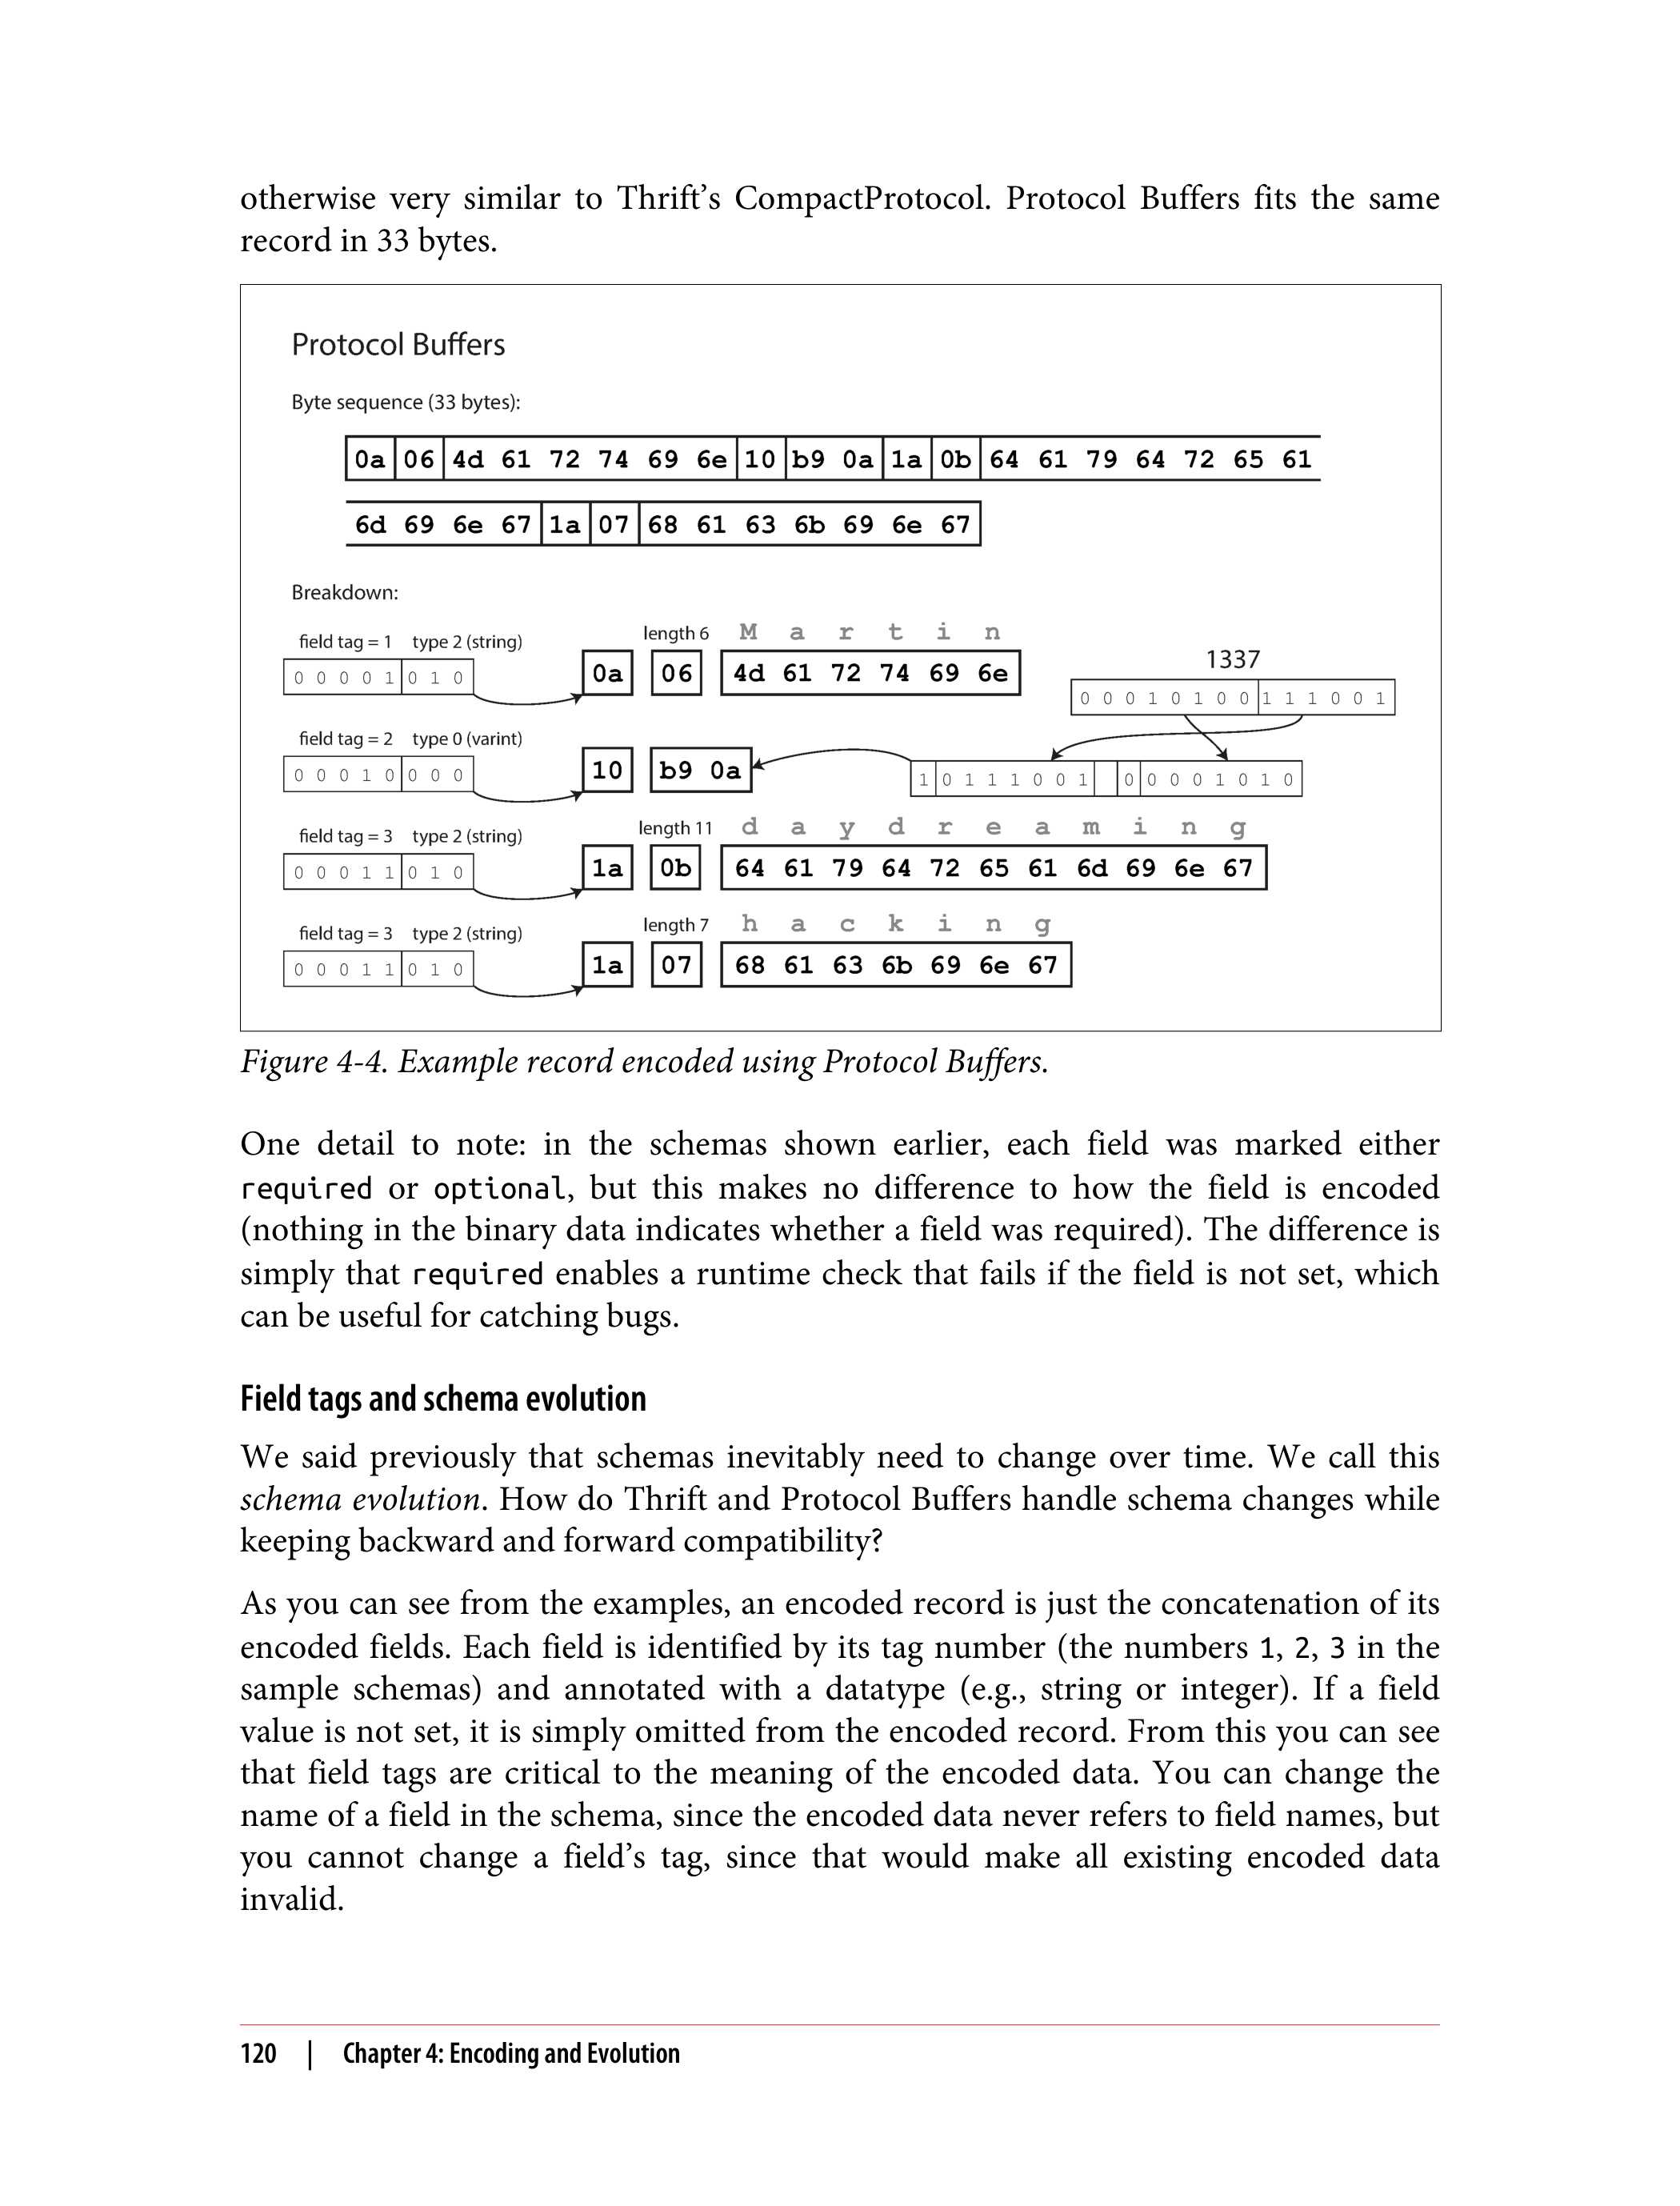 otherwise very similar to Thrift's CompactProtocol. Protocol Buffers fits the same
record in 33 bytes.
Protocol Buffers
Byte sequence (33 bytes):
0a 06 4d 61 72 74 69 6e 10 b9 0a 1a 0b 64 61 79 64 72 65 61
6d 69 6e 67 1a 07 68 61 63 6b 69 6e 67
Breakdown:
field tag = 1 type 2 (string) length 6 M a r t i n
0 0 0 0 1 0 1 0 0a 06 4d 61 72 74 69 6e
1337
0 0 0 1 0 1 0 0 1 1 1 0 0 1
field tag = 2 type 0 (varint)
0 0 0 1 0 0 0 0 10 b9 0a 1 0 1 1 1 0 0 1 0 0 0 0 1 0 1 0
field tag = 3 type 2 (string) length 11 d a y d r e a m i n g
0 0 0 1 1 0 1 0 1a 0b 64 61 79 64 72 65 61 6d 69 6e 67
field tag = 3 type 2 (string) length 7 h a c k i n g
0 0 0 1 1 0 1 0 1a 07 68 61 63 6b 69 6e 67
Figure 4-4. Example record encoded using Protocol Buffers.
One detail to note: in the schemas shown earlier, each field was marked either
required or optional, but this makes no difference to how the field is encoded
(nothing in the binary data indicates whether a field was required). The difference is
simply that required enables a runtime check that fails if the field is not set, which
can be useful for catching bugs.
Field tags and schema evolution
We said previously that schemas inevitably need to change over time. We call this
schema evolution. How do Thrift and Protocol Buffers handle schema changes while
keeping backward and forward compatibility?
As you can see from the examples, an encoded record is just the concatenation of its
encoded fields. Each field is identified by its tag number (the numbers 1, 2, 3 in the
sample schemas) and annotated with a datatype (e.g., string or integer). If a field
value is not set, it is simply omitted from the encoded record. From this you can see
that field tags are critical to the meaning of the encoded data. You can change the
name of a field in the schema, since the encoded data never refers to field names, but
you cannot change a field's tag, since that would make all existing encoded data
invalid.
120 | Chapter 4: Encoding and Evolution